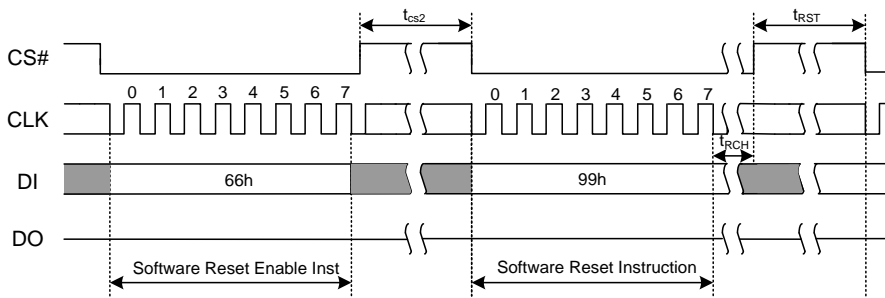 tcs2 tRST
CS#
0 1 2 3 4 5 6 7 0 1 2 3 4 5 6 7
CLK
tRCH
DI 66h 99h
DO
Software Reset Enable Inst Software Reset Instruction